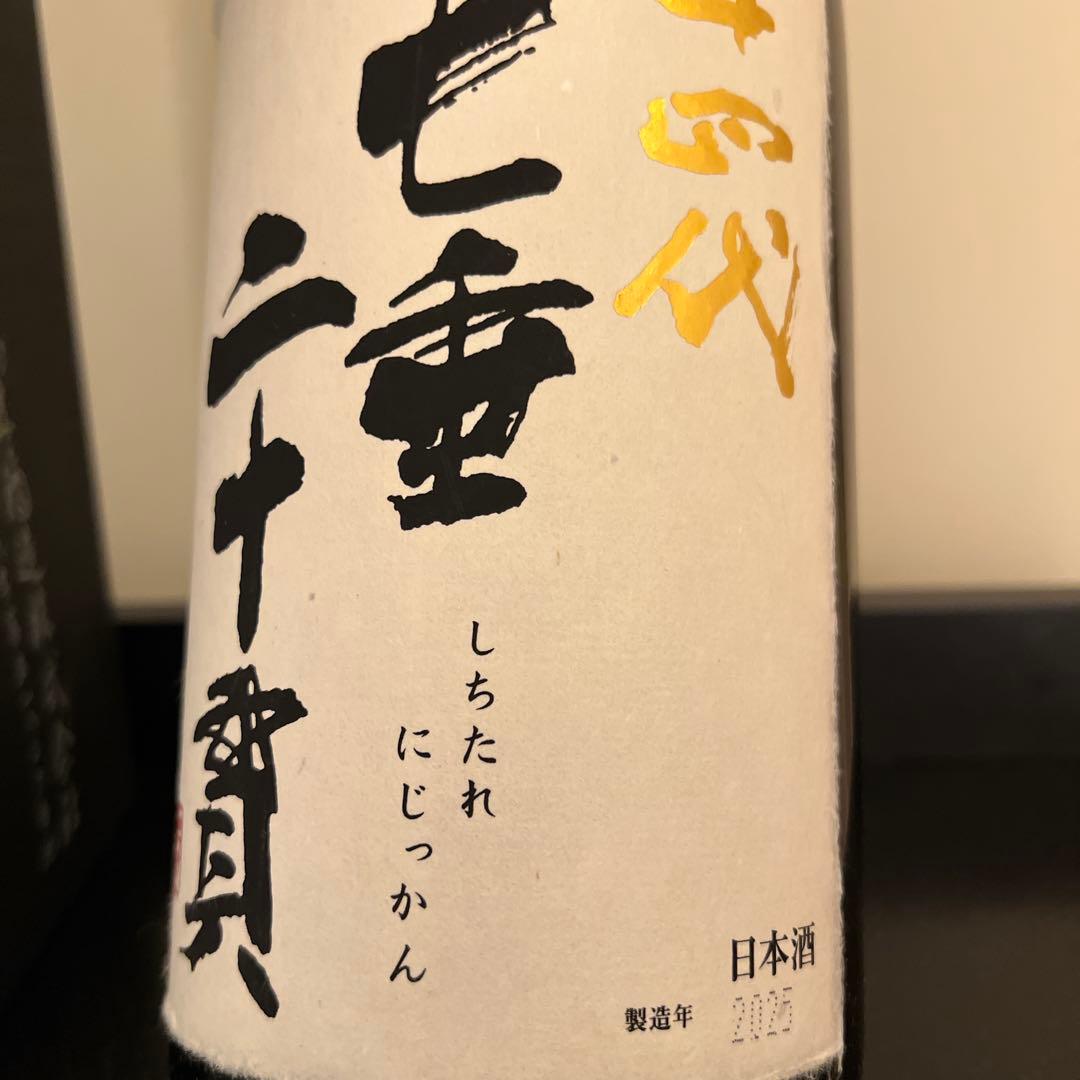 十四代
七垂
二十貫
しちたれ
にじっかん
日本酒
製造年 2025